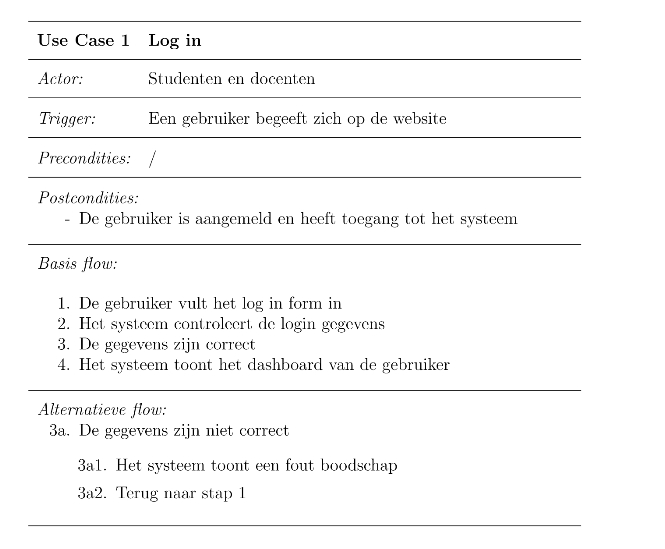 Use Case 1 Log in
Actor: Studenten en docenten
Trigger: Een gebruiker begeeft zich op de website
Precondities: /
Postcondities:
- De gebruiker is aangemeld en heeft toegang tot het systeem
Basis flow:
1. De gebruiker vult het log in form in
2. Het systeem controleert de login gegevens
3. De gegevens zijn correct
4. Het systeem toont het dashboard van de gebruiker
Alternatieve flow:
3a. De gegevens zijn niet correct
3a1. Het systeem toont een fout boodschap
3a2. Terug naar stap 1